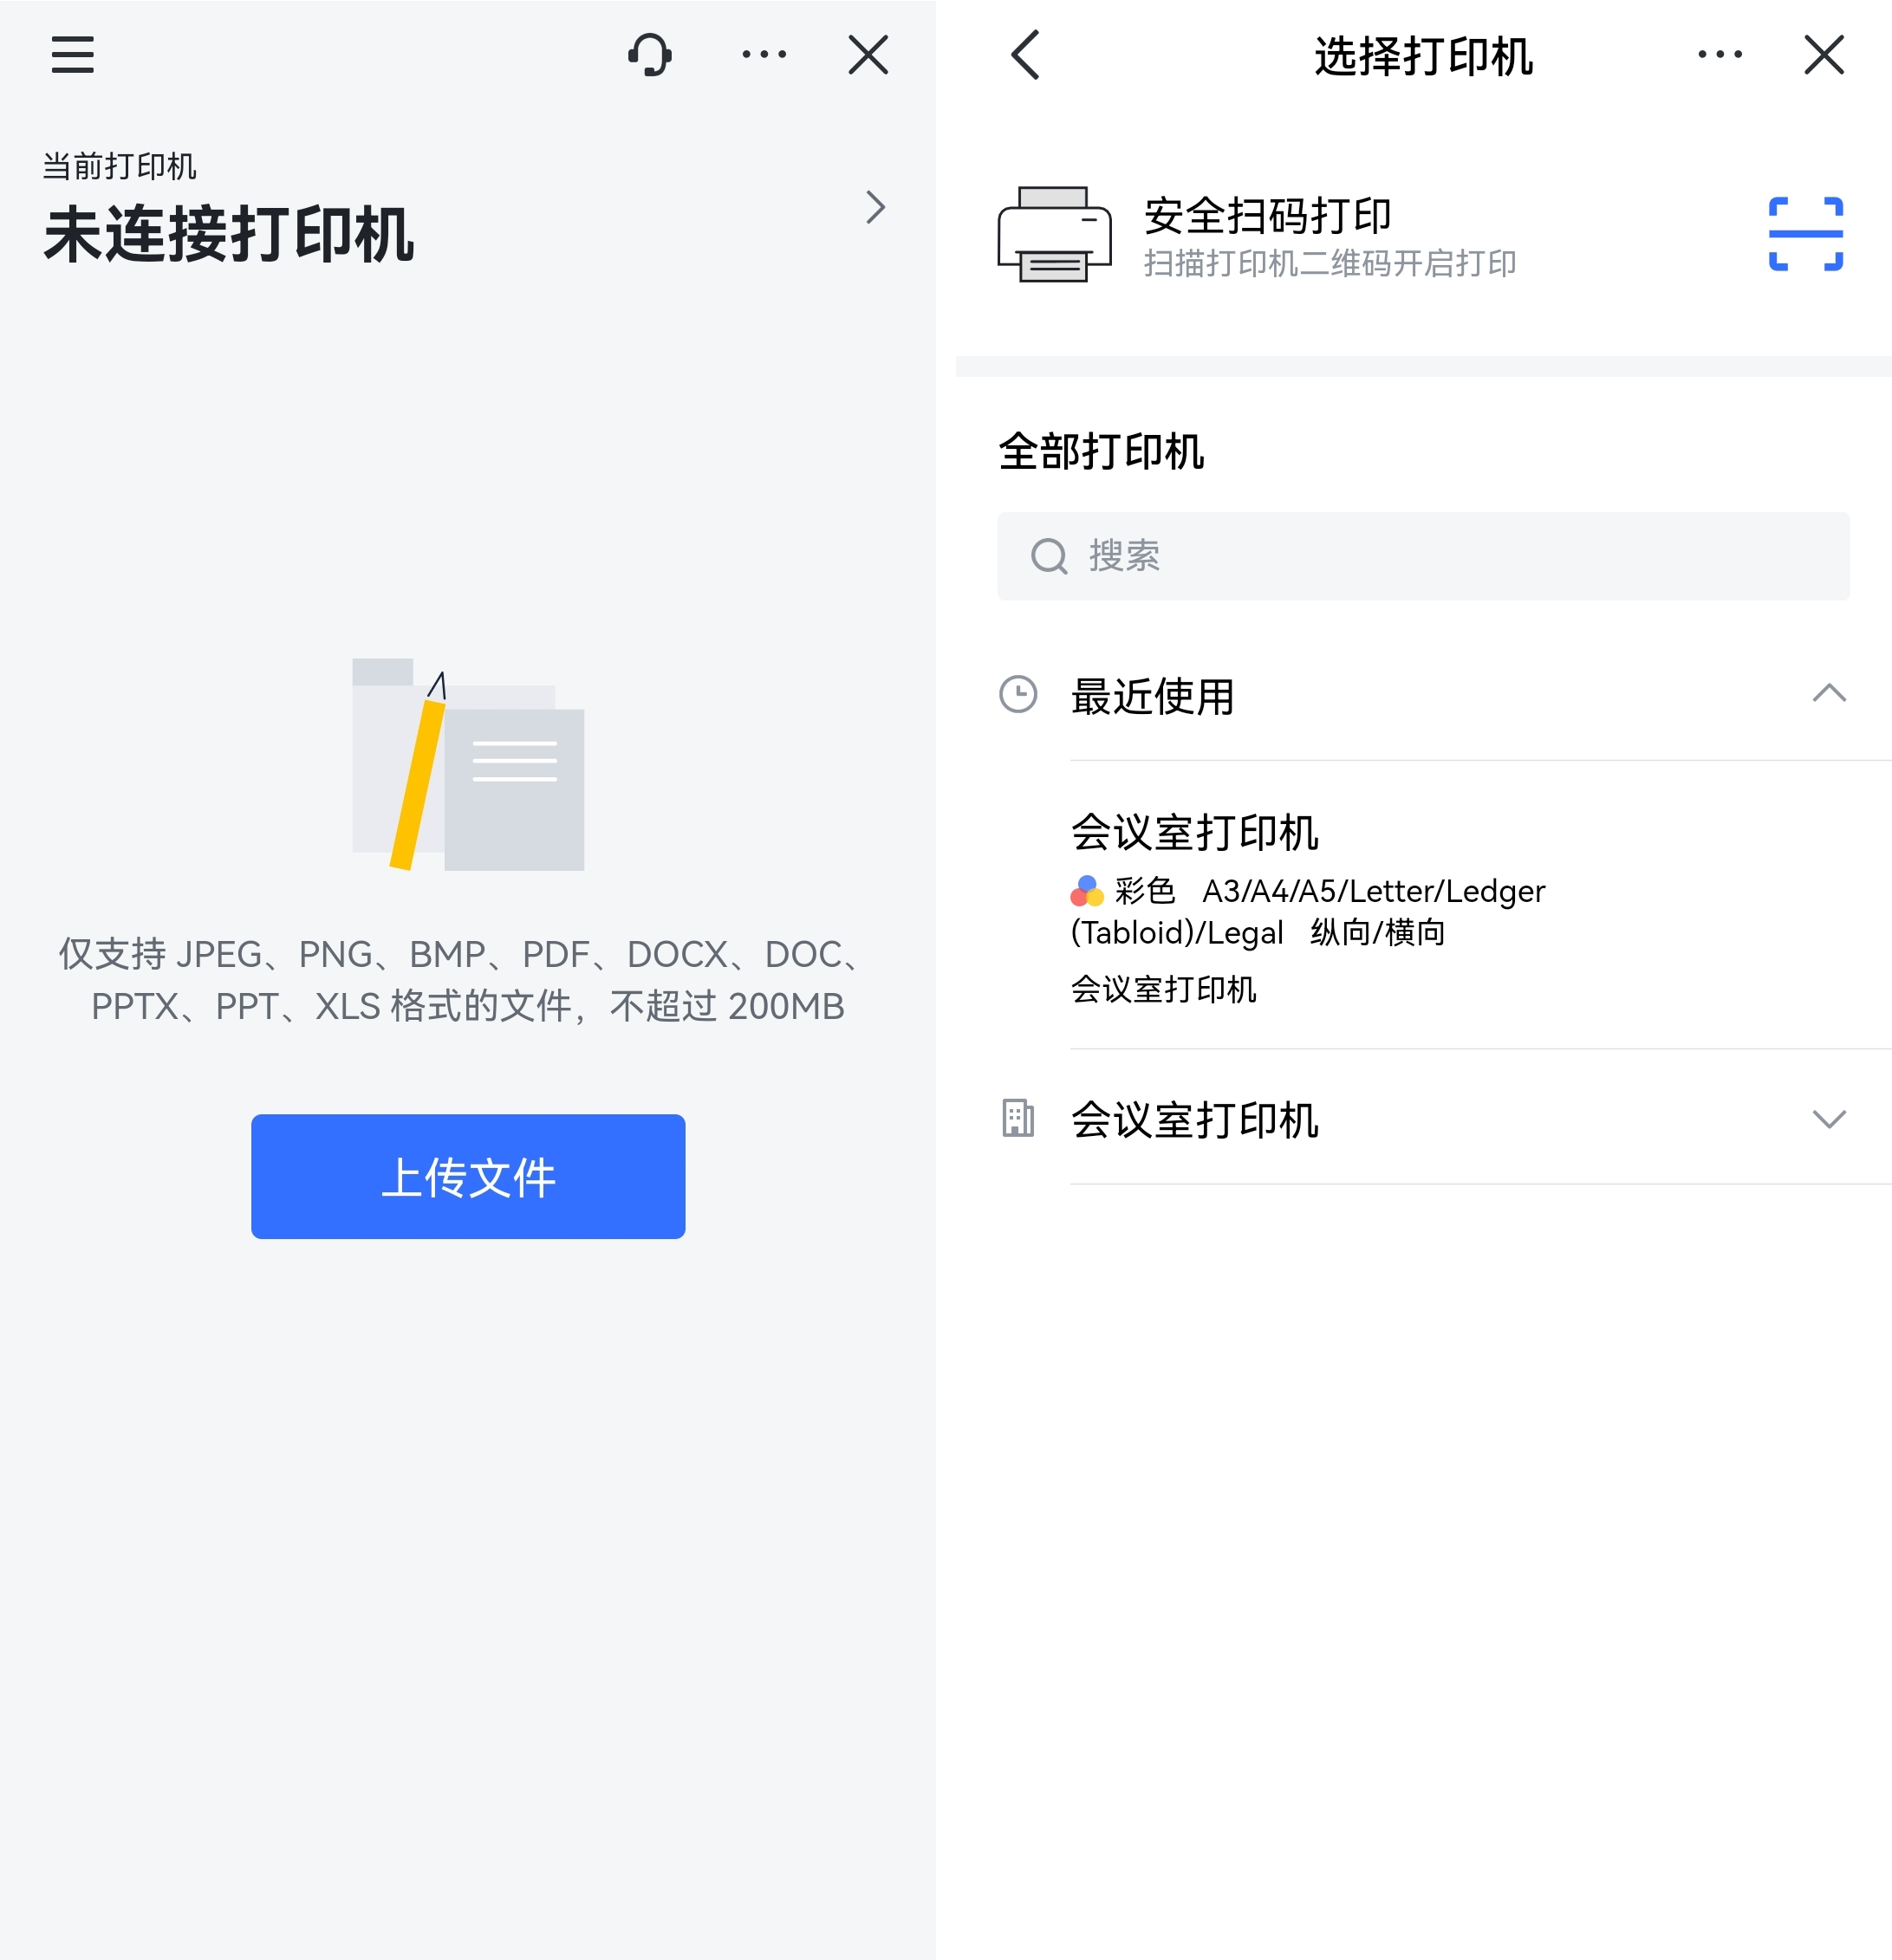 当前打印机
未连接打印机
仅支持 JPEG、PNG、BMP、PDF、DOCX、DOC、
PPTX、PPT、XLS 格式的文件，不超过 200MB
上传文件
选择打印机
安全扫码打印
扫描打印机二维码开启打印
全部打印机
搜索
最近使用
会议室打印机
彩色 A3/A4/A5/Letter/Ledger
(Tabloid)/Legal 纵向/横向
会议室打印机
会议室打印机